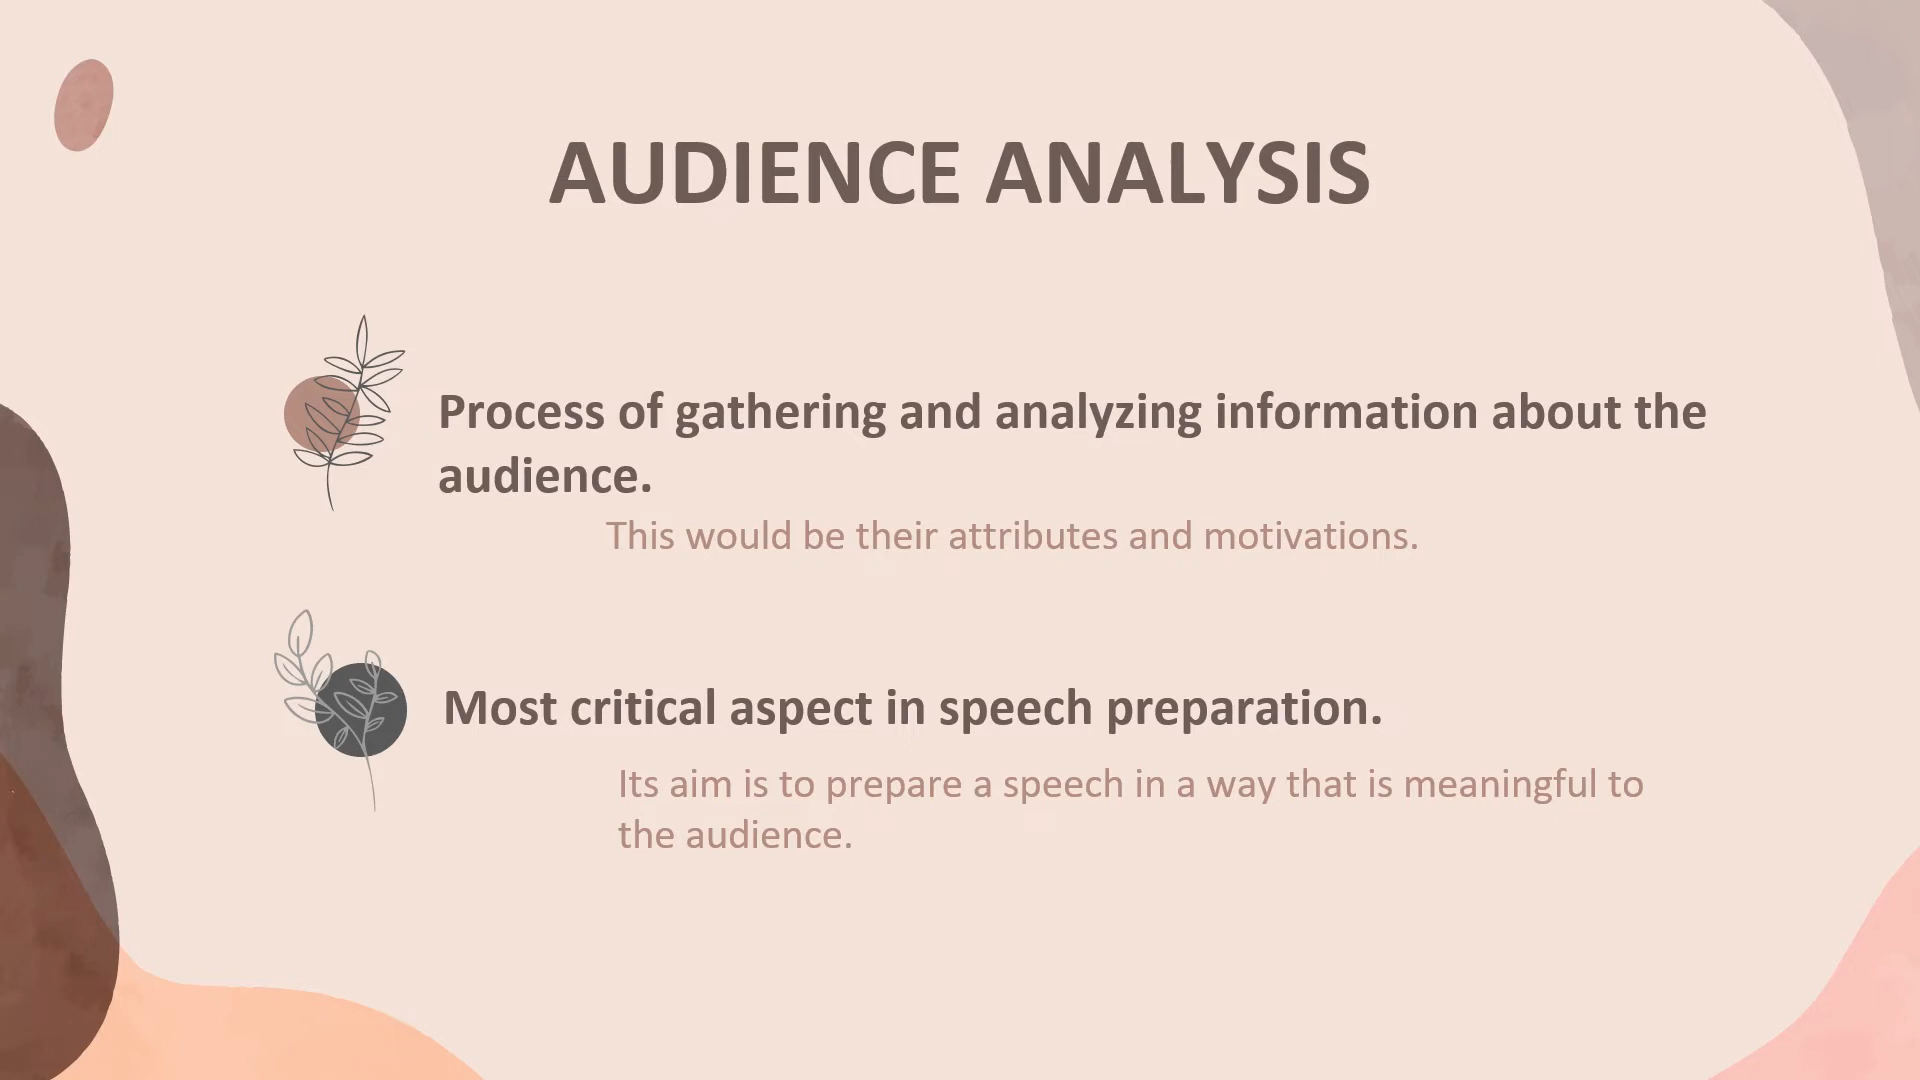 AUDIENCE ANALYSIS
Process of gathering and analyzing information about the
audience.
This would be their attributes and motivations.
Most critical aspect in speech preparation.
Its aim is to prepare a speech in a way that is meaningful to
the audience.